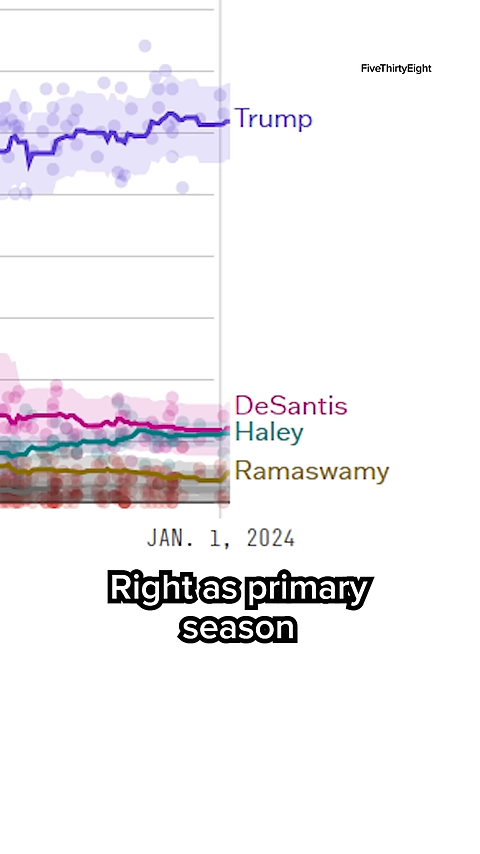 FiveThirtyEight
Trump
DeSantis
Haley
Ramaswamy
JAN. 1, 2024
Right as primary
season